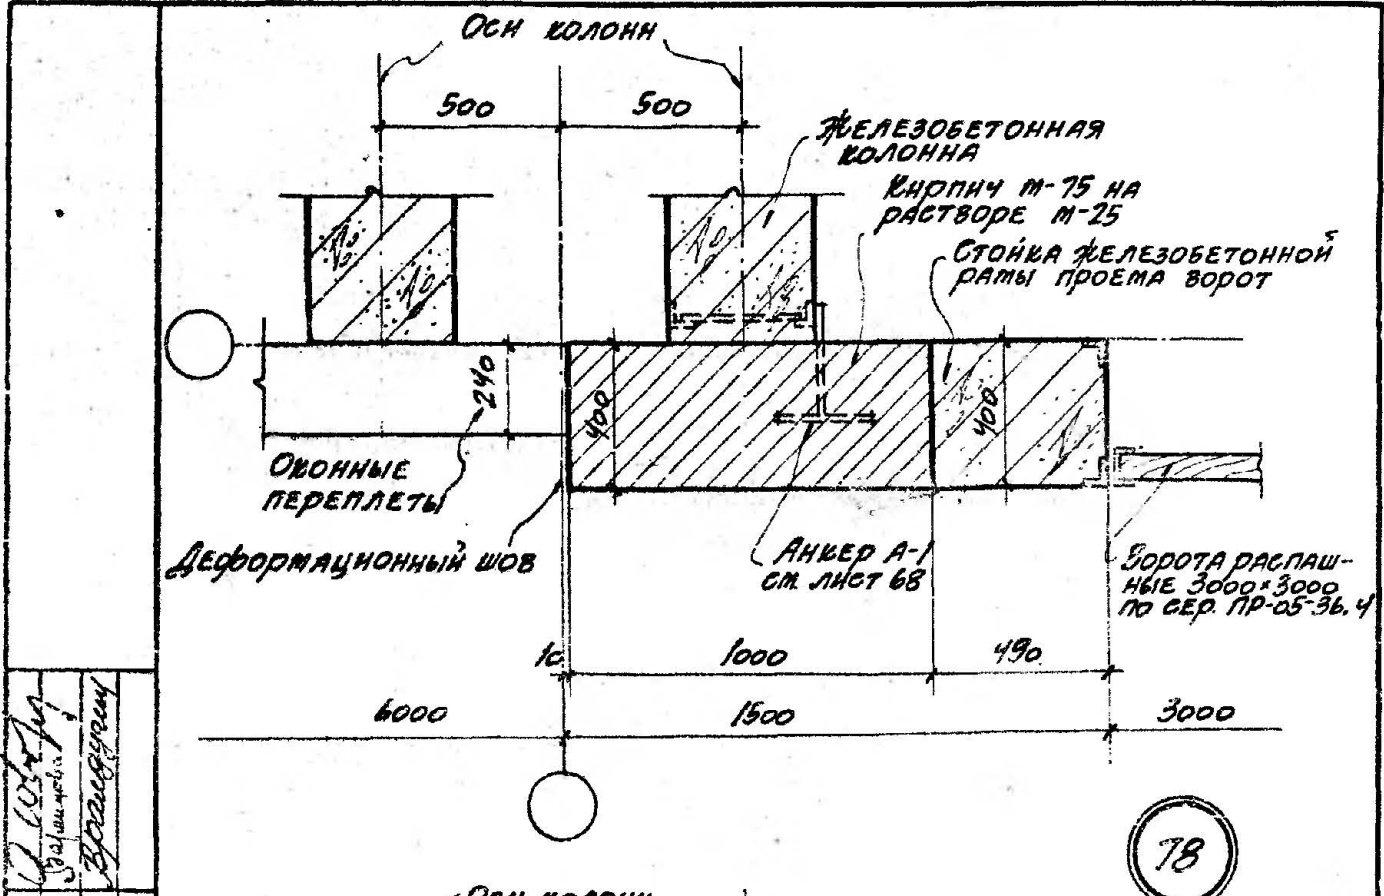 Оси колонн
500
500
Железобетонная
колонна
Кирпич М-75 на
растворе М-25
Стойка железобетонной
рамы проема ворот
240
400
400
Оконные
переплеты
Деформационный шов
Анкер А-1
см. лист 68
Ворота распаш-
ные 3000×3000
по сер. ПР-05-36.4
10
1000
490
6000
1500
3000
78
Оси колонн